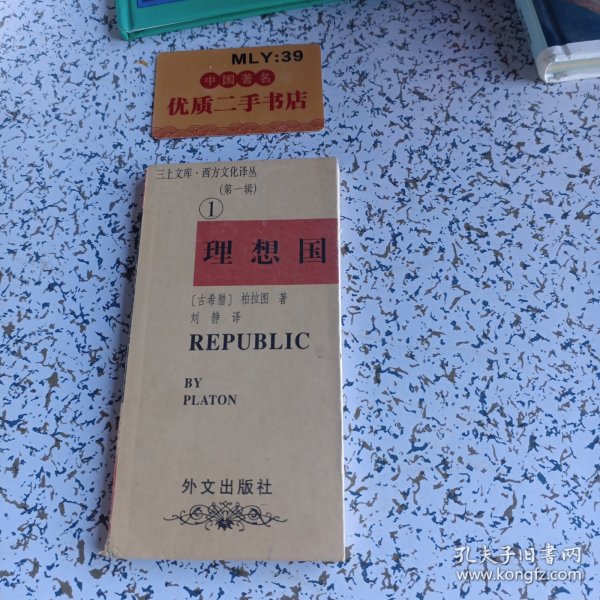 MLY:39
中国著名
优质二手书店
三上文库·西方文化译丛
(第一辑)
1
理想国
〔古希腊〕 柏拉图 著
刘静 译
REPUBLIC
BY
PLATON
外文出版社
孔夫子旧书网
www.kongfz.com